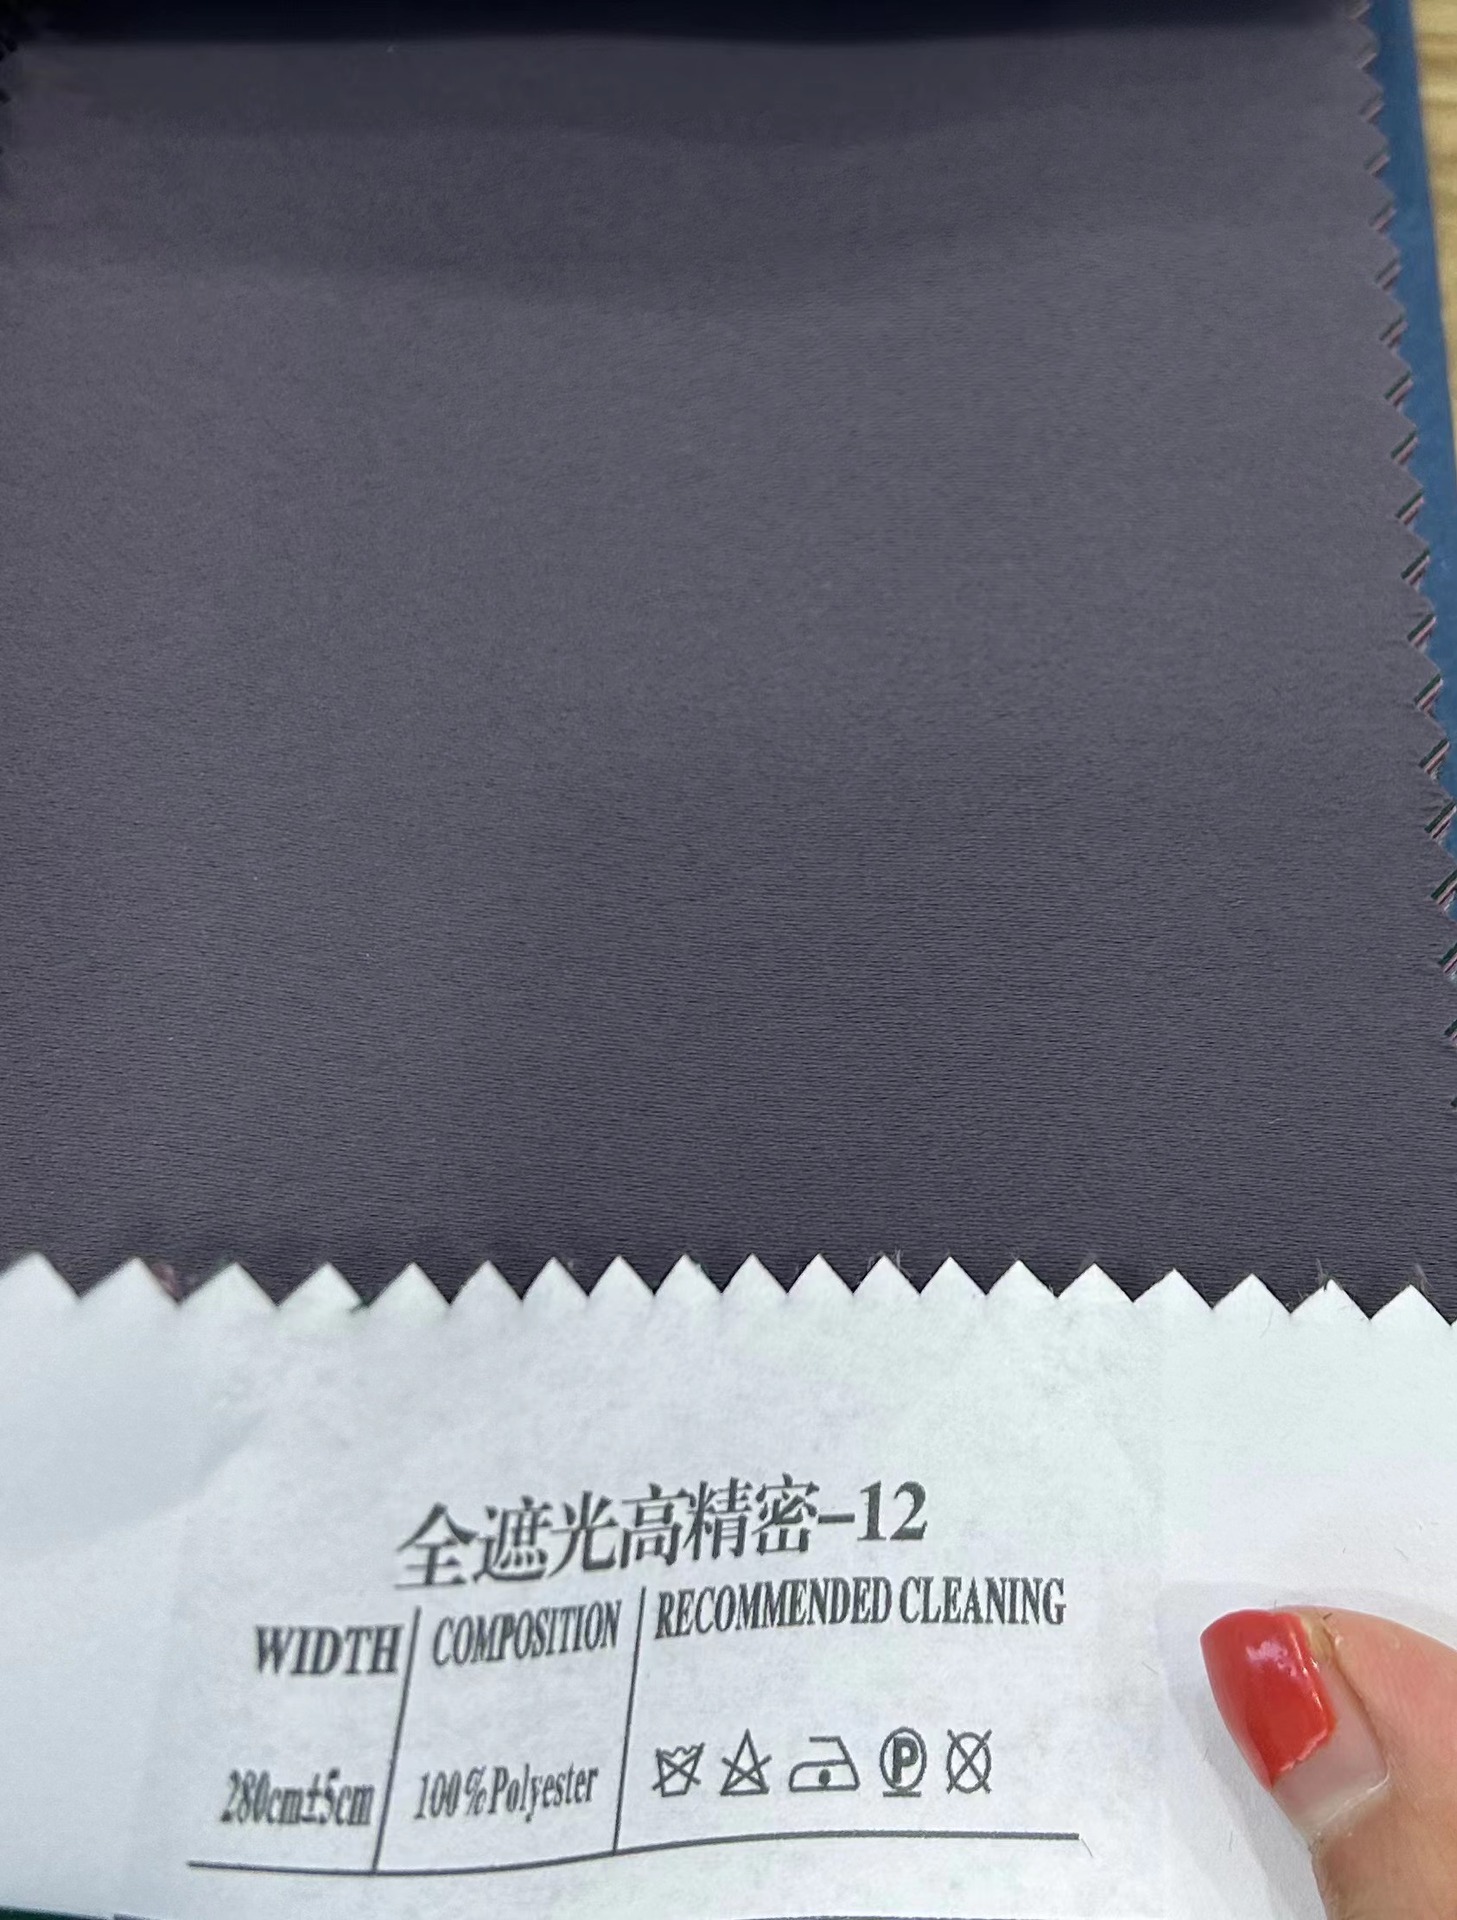 全遮光高精密-12
WIDTH COMPOSITION RECOMMENDED CLEANING
280cm±5cm 100%Polyester P